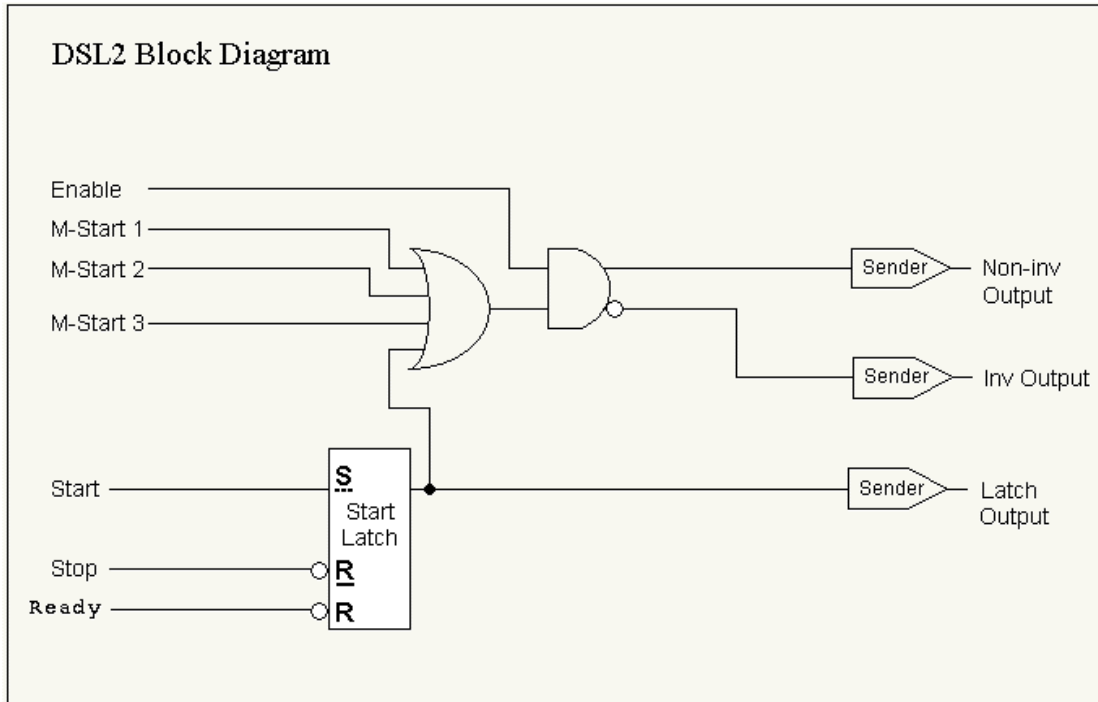 DSL2 Block Diagram
Enable
M-Start 1
M-Start 2
M-Start 3
Sender
Non-inv
Output
Sender
Inv Output
Start
S
Start
Latch
Sender
Latch
Output
Stop
R
Ready
R